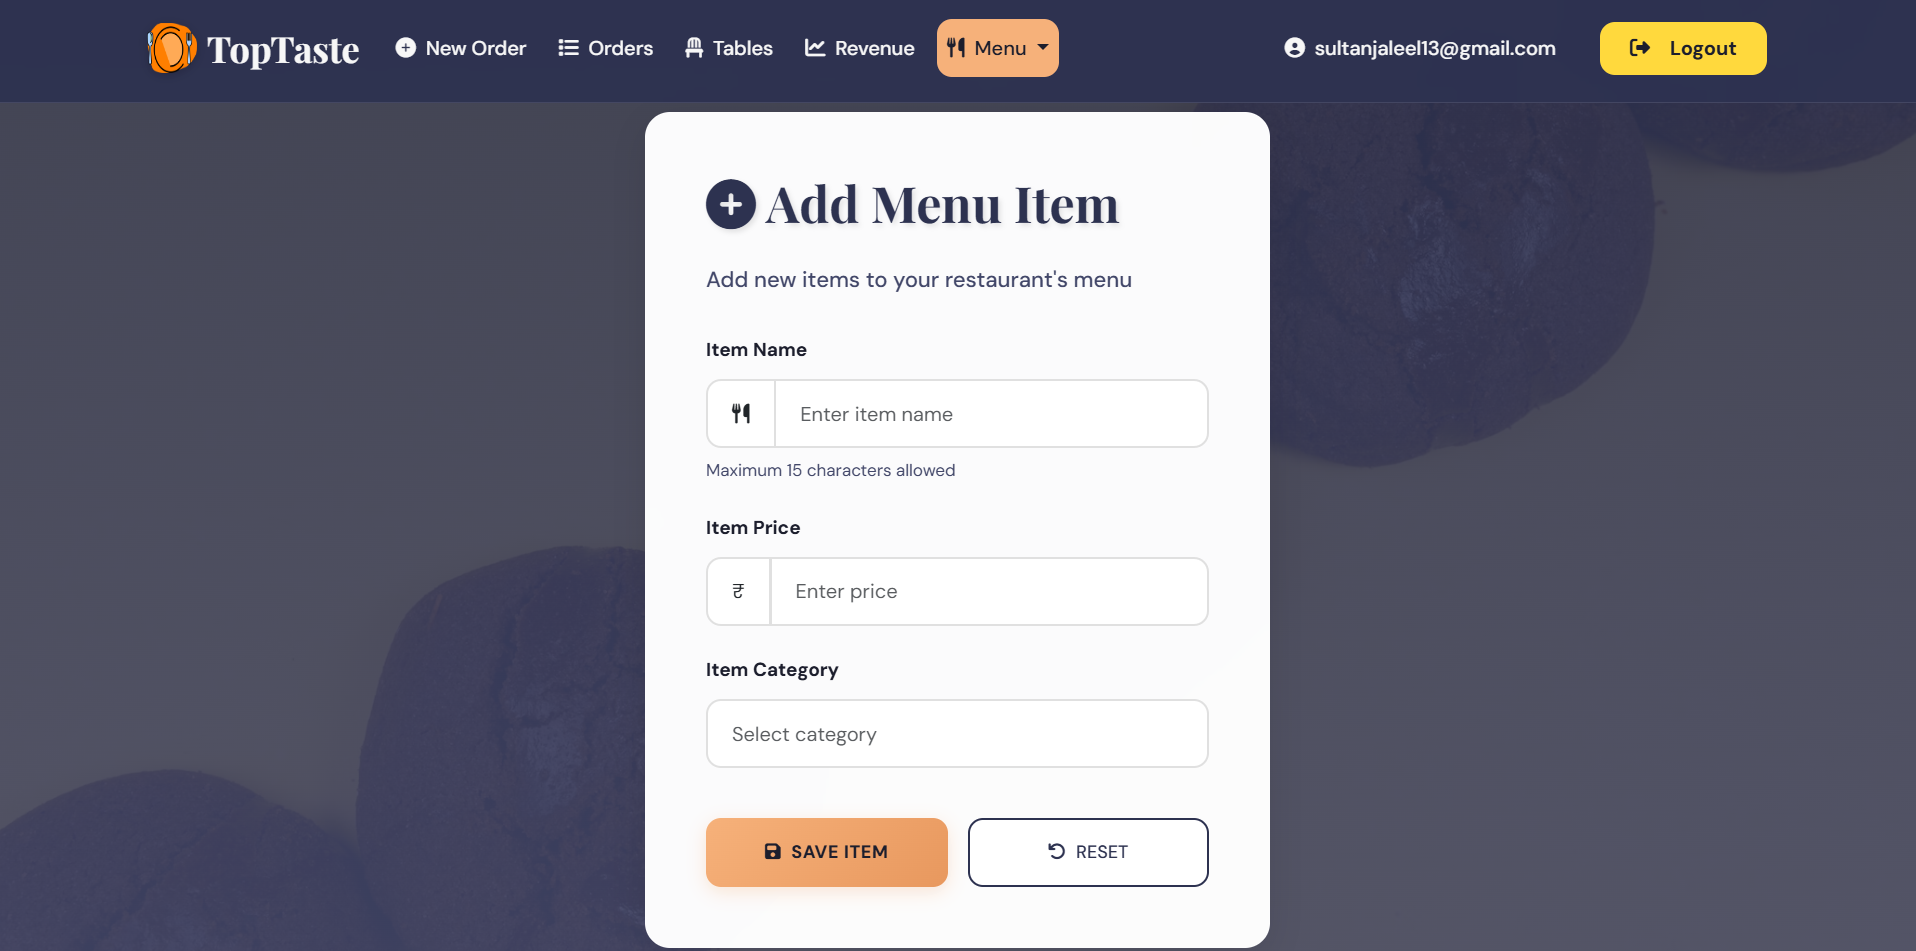 TopTaste
New Order
Orders
Tables
Revenue
Menu
sultanjaleel13@gmail.com
Logout
Add Menu Item
Add new items to your restaurant's menu
Item Name
Enter item name
Maximum 15 characters allowed
Item Price
₹ Enter price
Item Category
Select category
SAVE ITEM
RESET